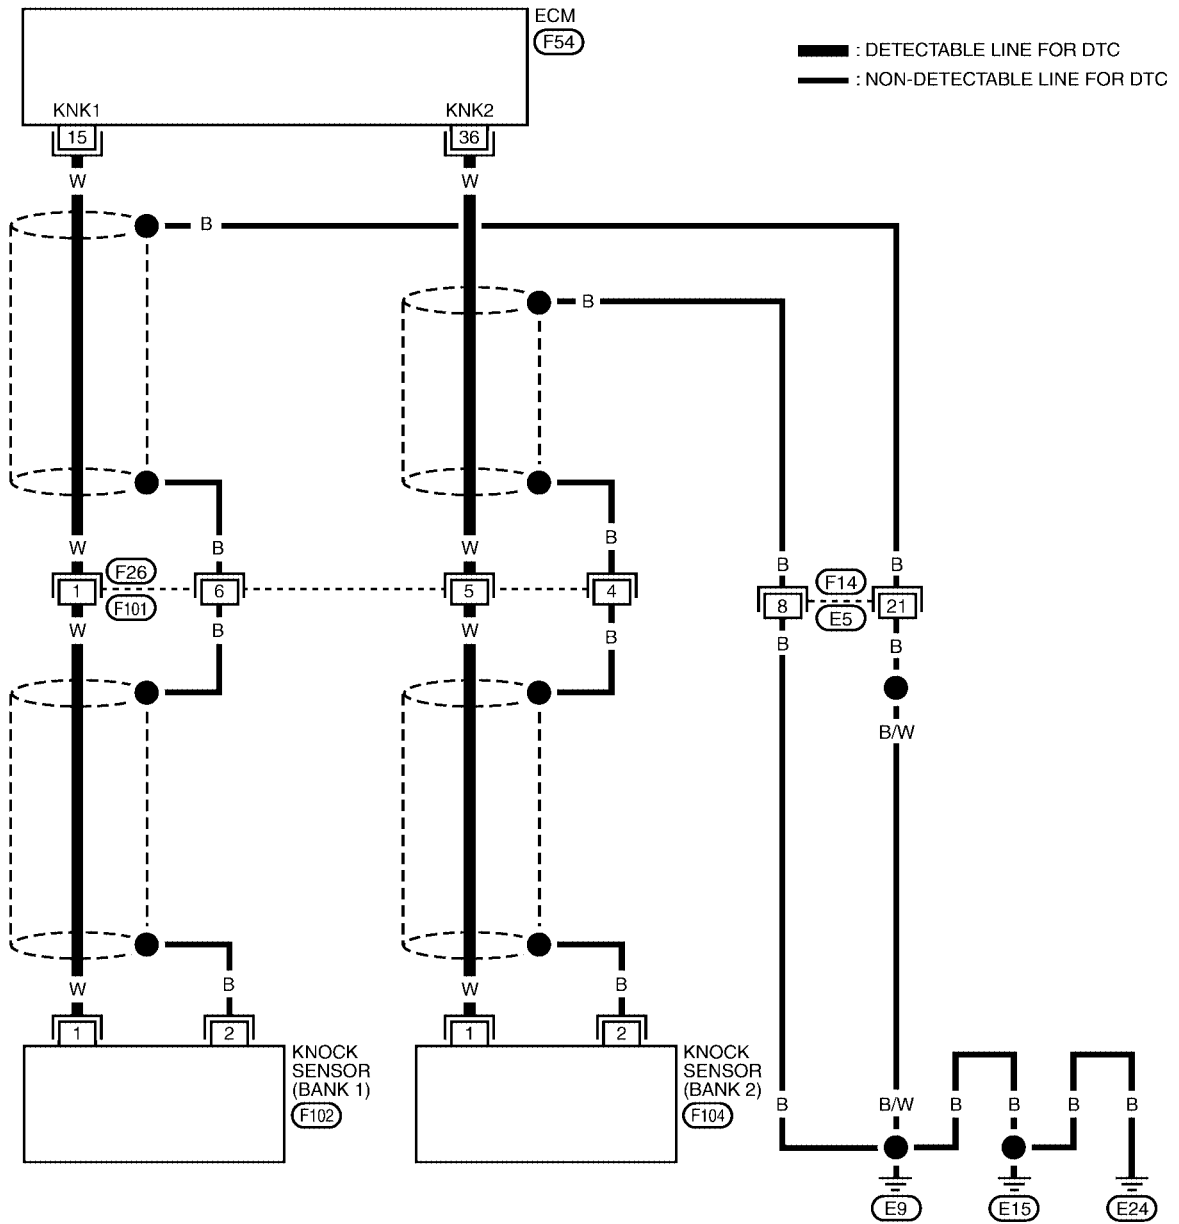 ECM
F54
: DETECTABLE LINE FOR DTC
: NON-DETECTABLE LINE FOR DTC
KNK1
KNK2
15
36
W
W
B
B
W
B
W
B
B
B
F26
F14
1
6
5
4
8
21
F101
E5
W
B
W
B
B
B
B/W
W
B
W
B
1
2
1
2
KNOCK
SENSOR
(BANK 1)
F102
KNOCK
SENSOR
(BANK 2)
F104
B
B/W
B
B
B
B
E9
E15
E24